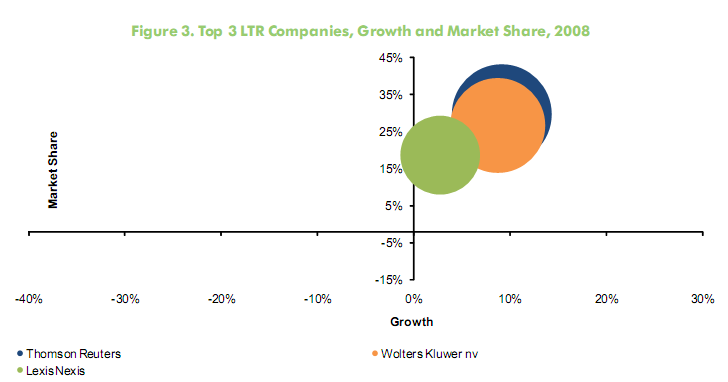 Figure 3. Top 3 LTR Companies, Growth and Market Share, 2008
45%
35%
25%
15%
5%
-5%
-15%
Market Share
-40% -30% -20% -10% 0% 10% 20% 30%
Growth
Thomson Reuters Wolters Kluwer nv
LexisNexis